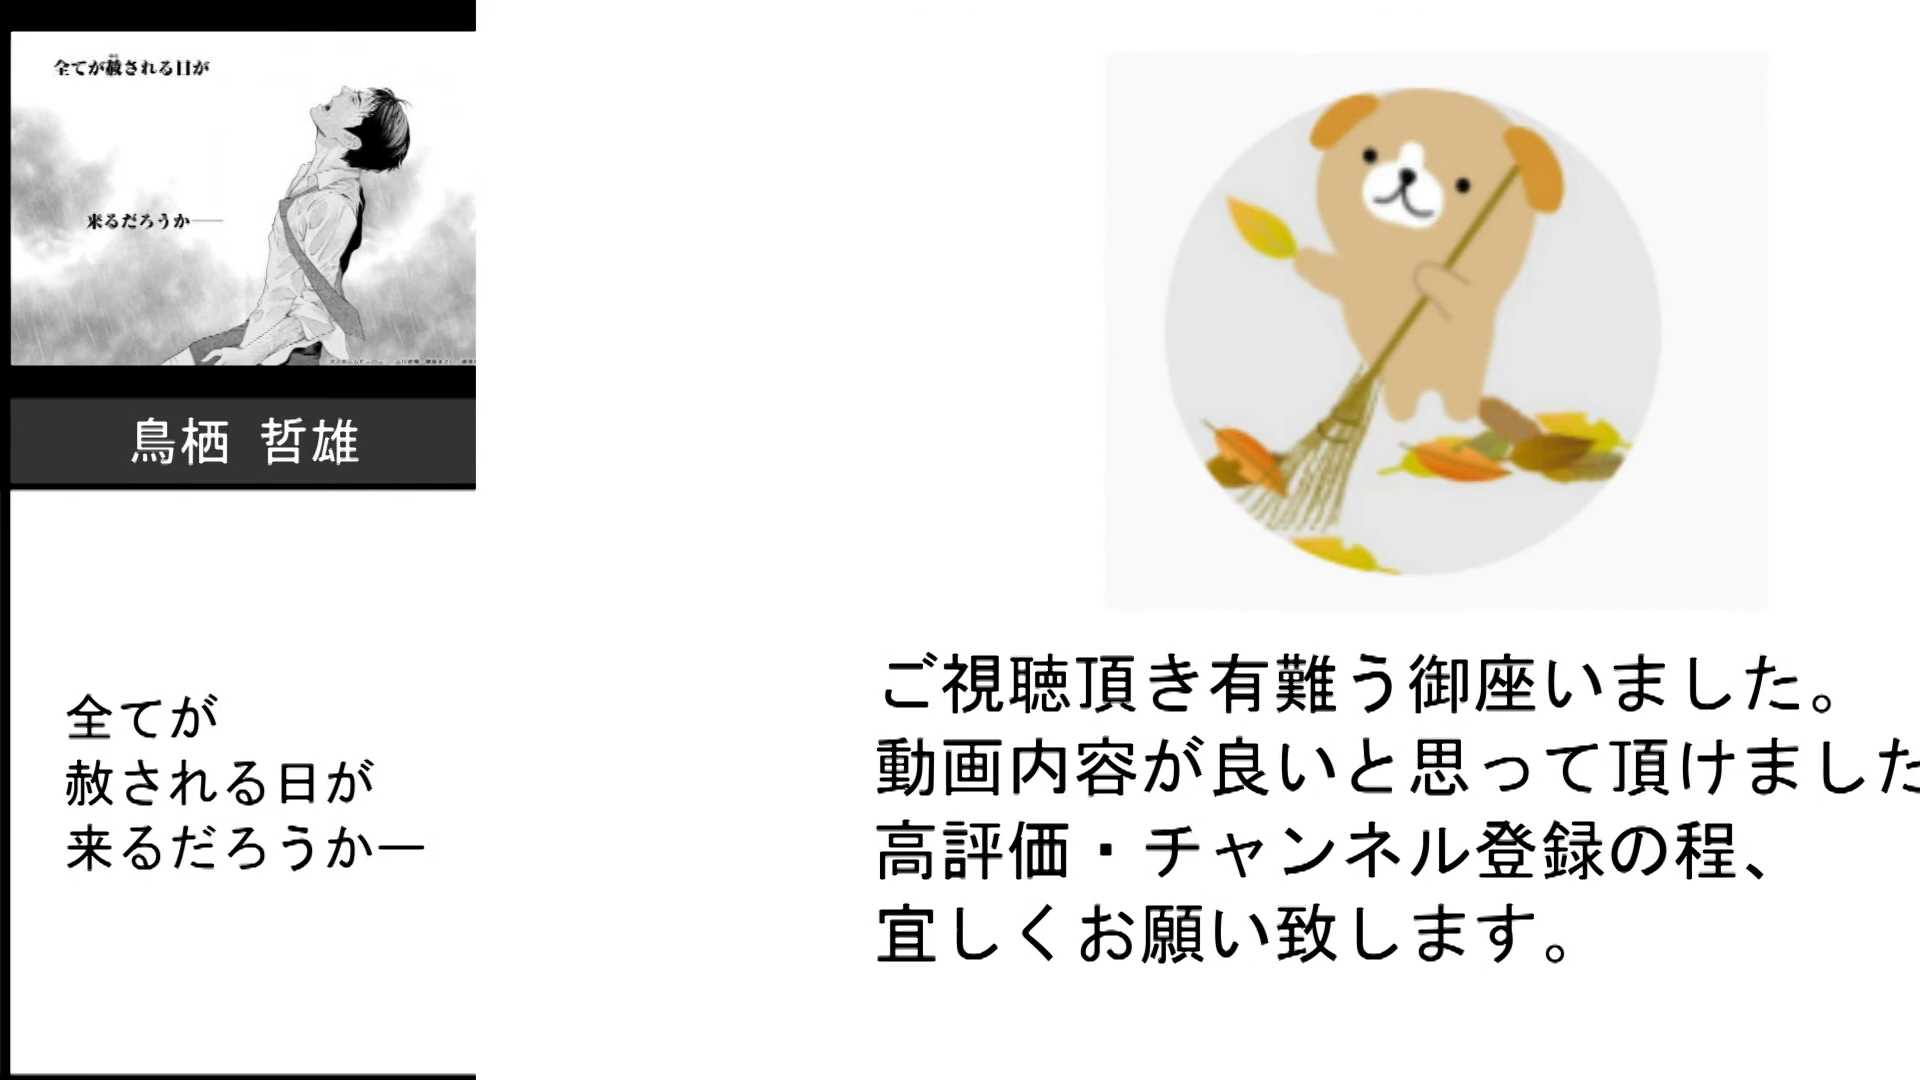 全てが赦される日が
来るだろうか――
鳥栖 哲雄
全てが
赦される日が
来るだろうか―
ご視聴頂き有難う御座いました。
動画内容が良いと思って頂けました
高評価・チャンネル登録の程、
宜しくお願い致します。